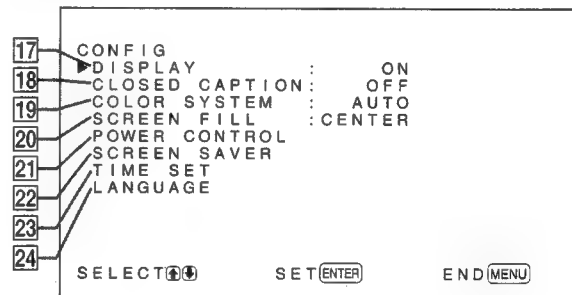 CONFIG
17 ▶DISPLAY : ON
18 CLOSED CAPTION: OFF
19 COLOR SYSTEM : AUTO
20 SCREEN FILL :CENTER
21 POWER CONTROL
22 SCREEN SAVER
23 TIME SET
24 LANGUAGE
SELECT⬆⬇ SET ENTER END MENU